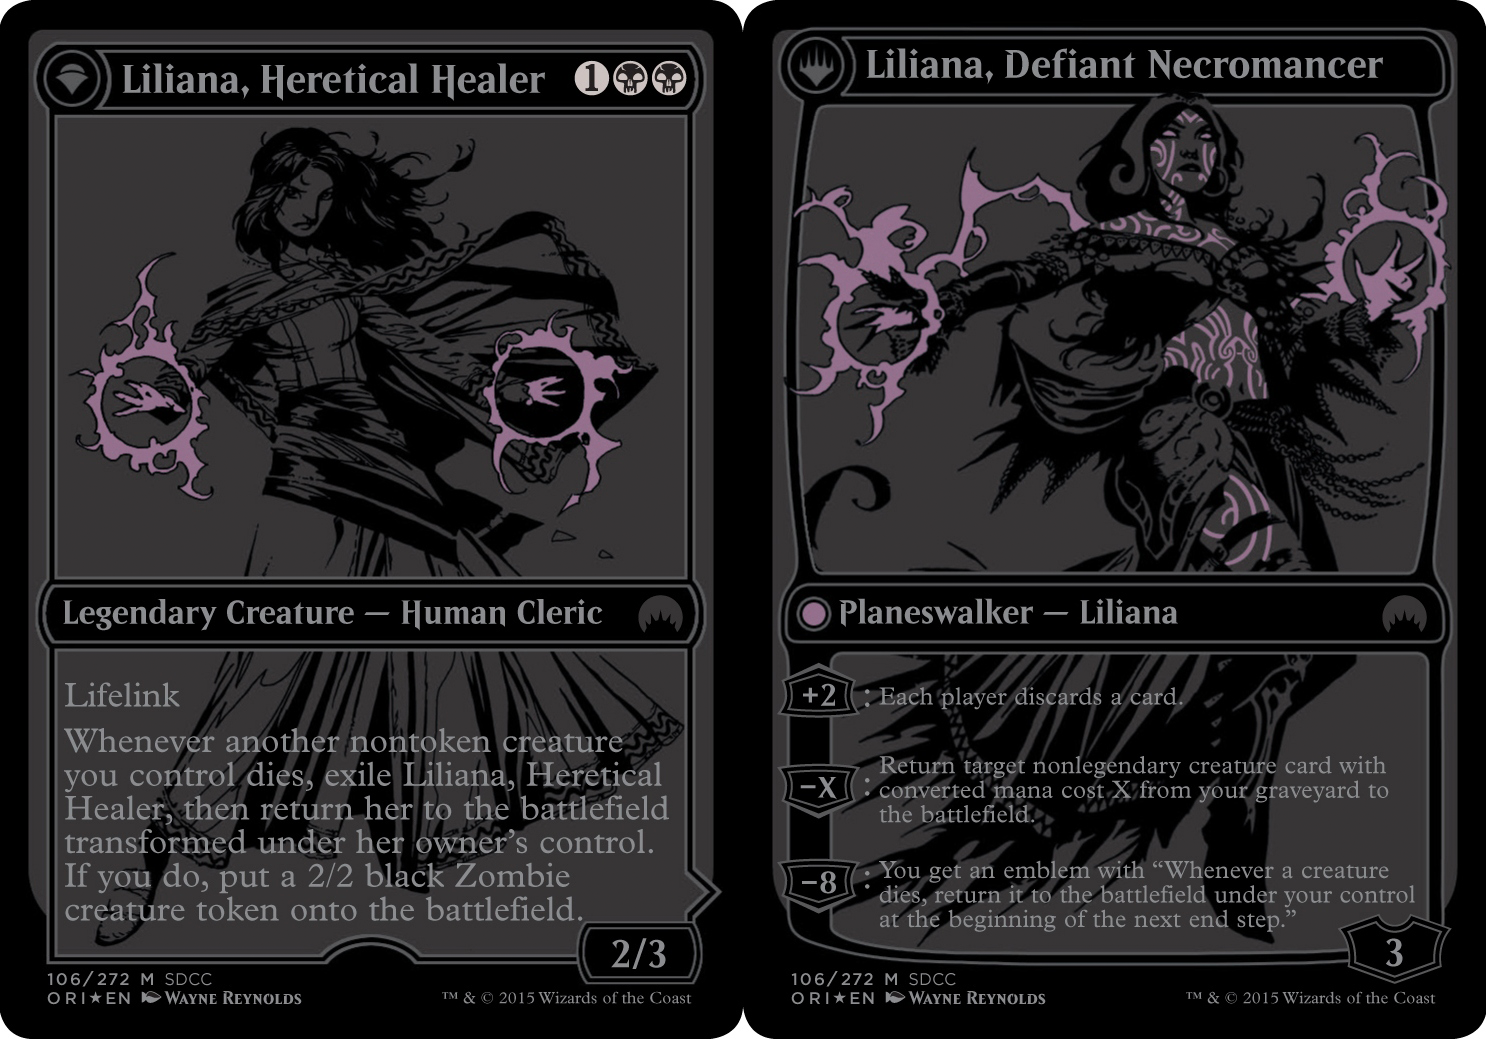 Liliana, Heretical Healer 1
Legendary Creature — Human Cleric
Lifelink
Whenever another nontoken creature
you control dies, exile Liliana, Heretical
Healer, then return her to the battlefield
transformed under her owner's control.
If you do, put a 2/2 black Zombie
creature token onto the battlefield.
2/3
106/272 M SDCC
ORI★EN Wayne Reynolds
™ & © 2015 Wizards of the Coast
Liliana, Defiant Necromancer
Planeswalker — Liliana
+2 : Each player discards a card.
−X : Return target nonlegendary creature card with
converted mana cost X from your graveyard to
the battlefield.
−8 : You get an emblem with “Whenever a creature
dies, return it to the battlefield under your control
at the beginning of the next end step.”
3
106/272 M SDCC
ORI★EN Wayne Reynolds
™ & © 2015 Wizards of the Coast